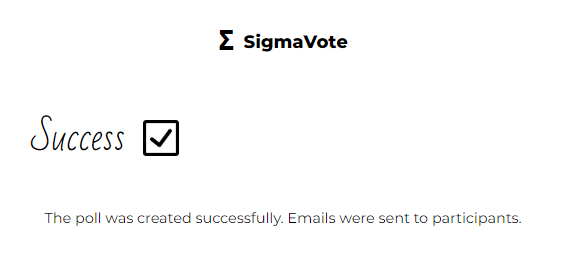 Σ SigmaVote
Success
The poll was created successfully. Emails were sent to participants.